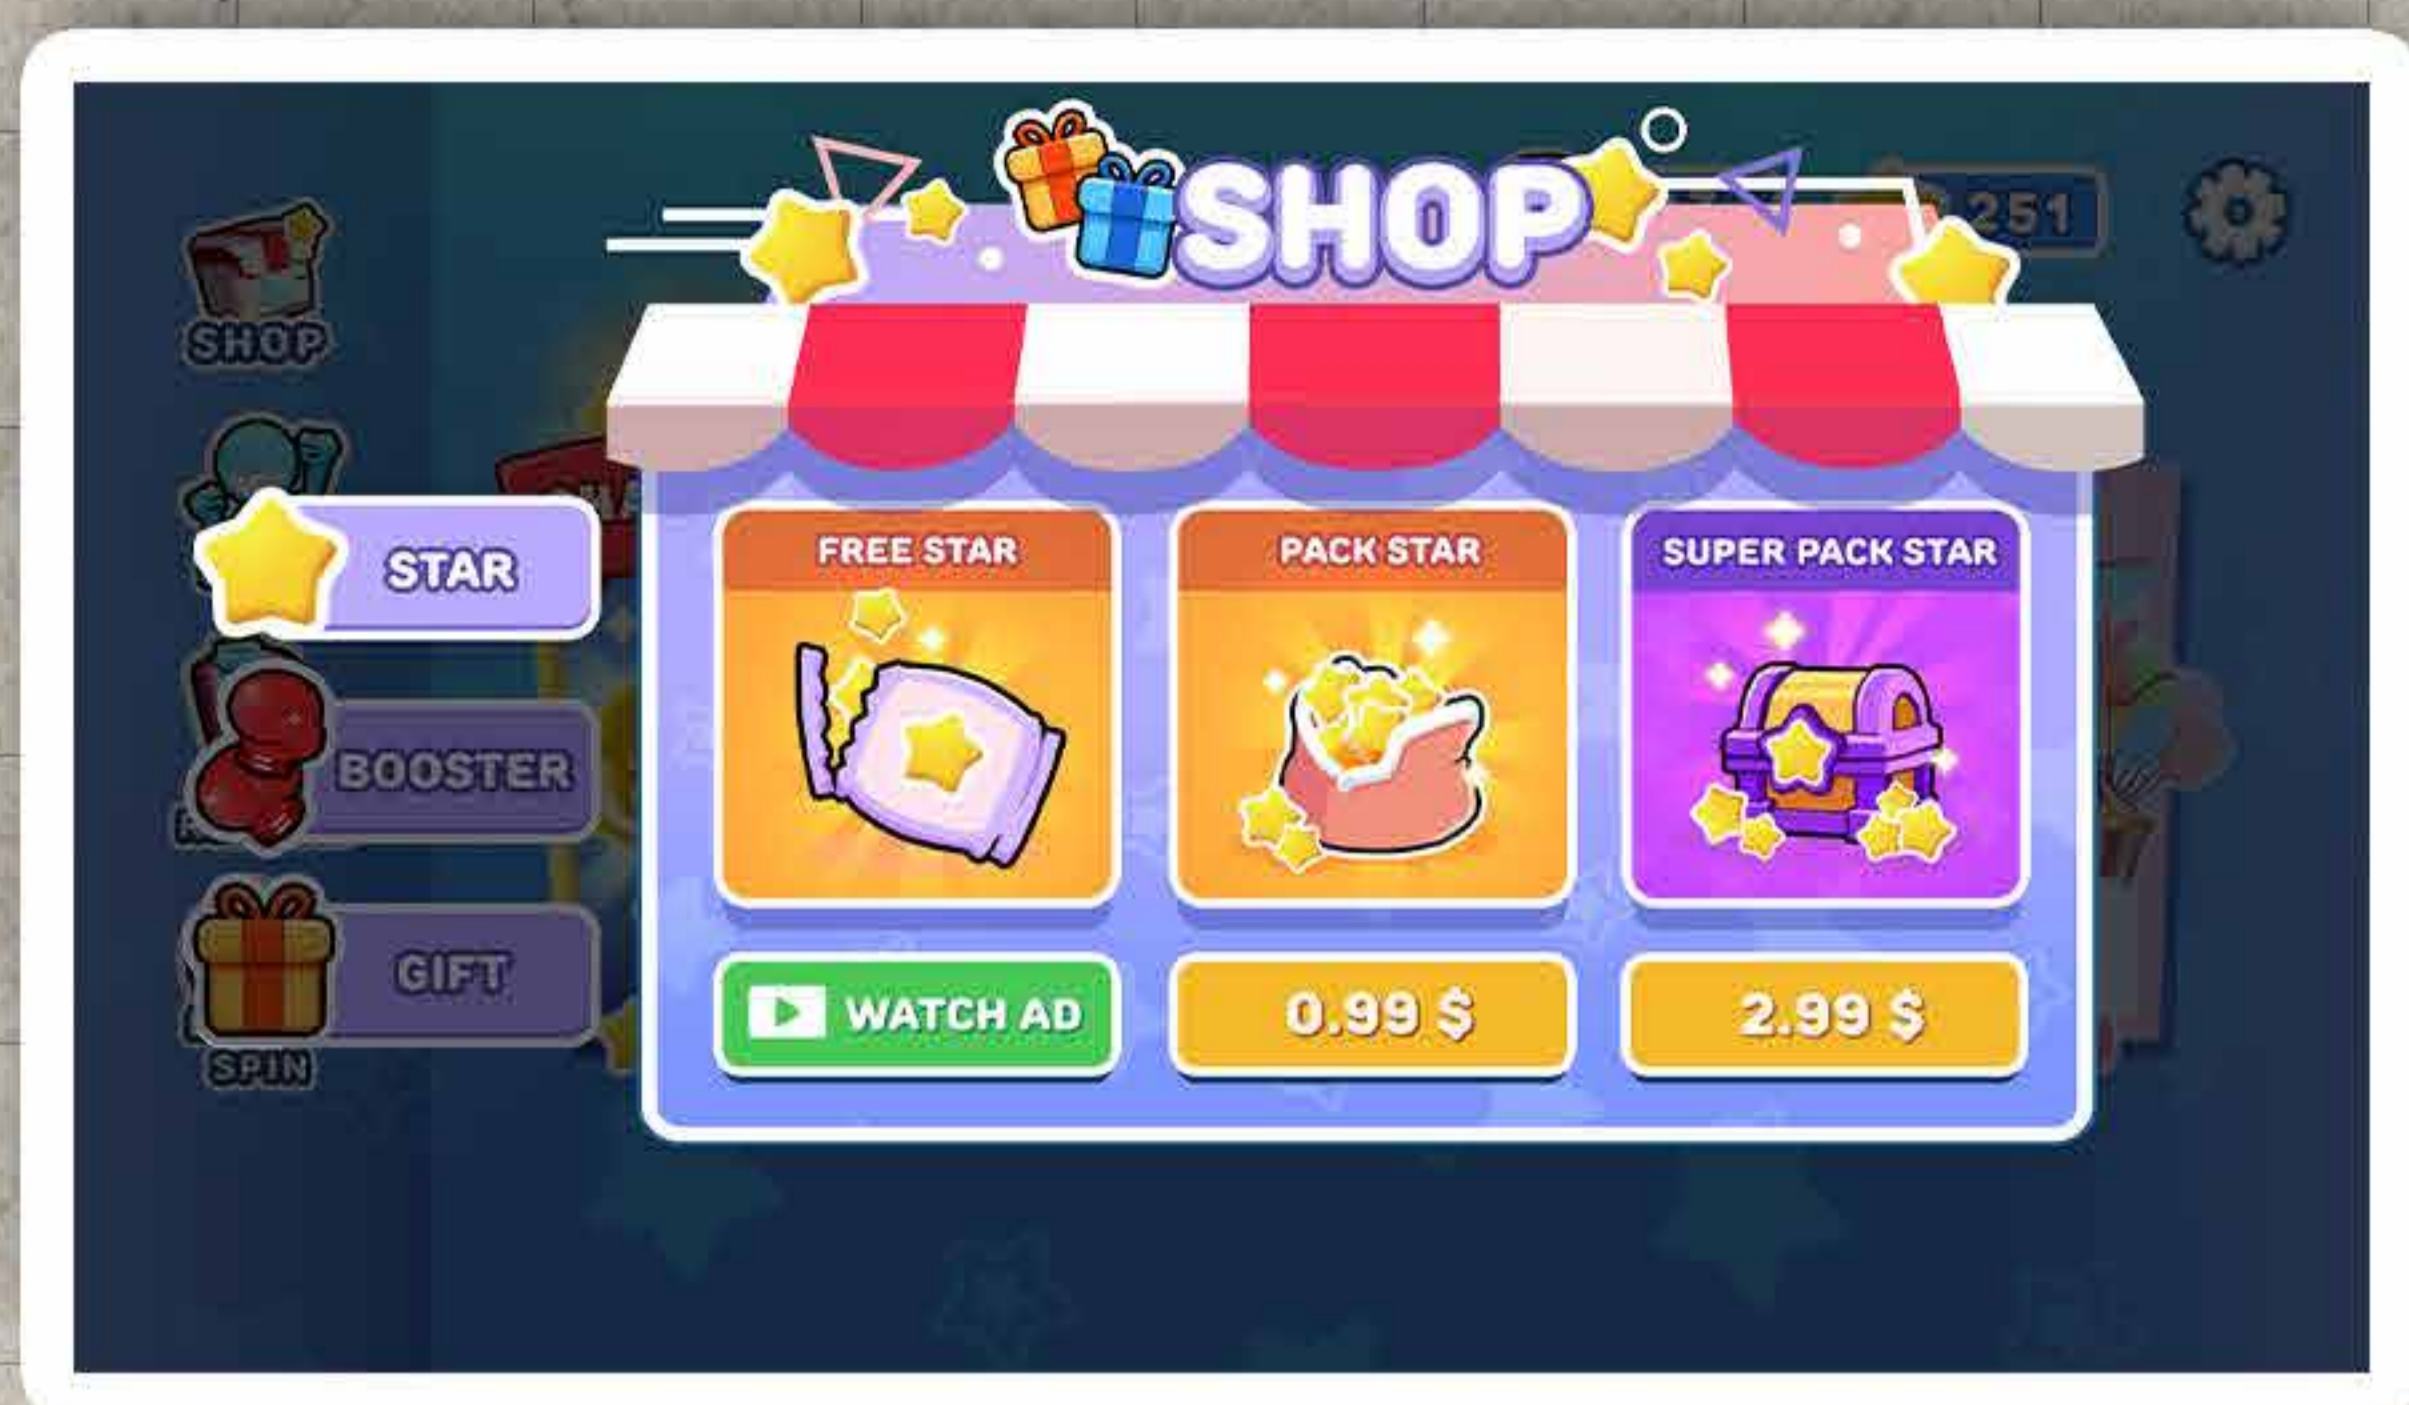 SHOP
251
SHOP
STAR
BOOSTER
GIFT
SPIN
FREE STAR
PACK STAR
SUPER PACK STAR
WATCH AD
0.99 $
2.99 $